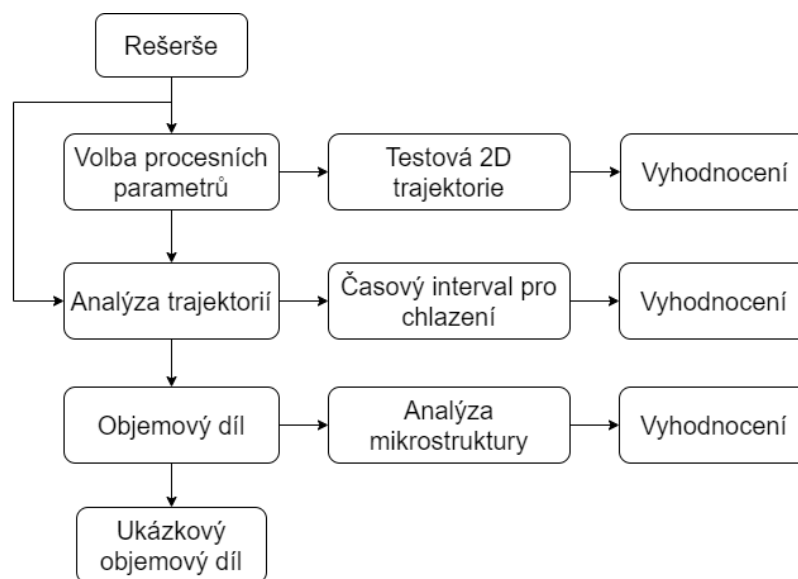 Rešerše
Volba procesních
parametrů
Testová 2D
trajektorie
Vyhodnocení
Analýza trajektorií
Časový interval pro
chlazení
Vyhodnocení
Objemový díl
Analýza
mikrostruktury
Vyhodnocení
Ukázkový
objemový díl